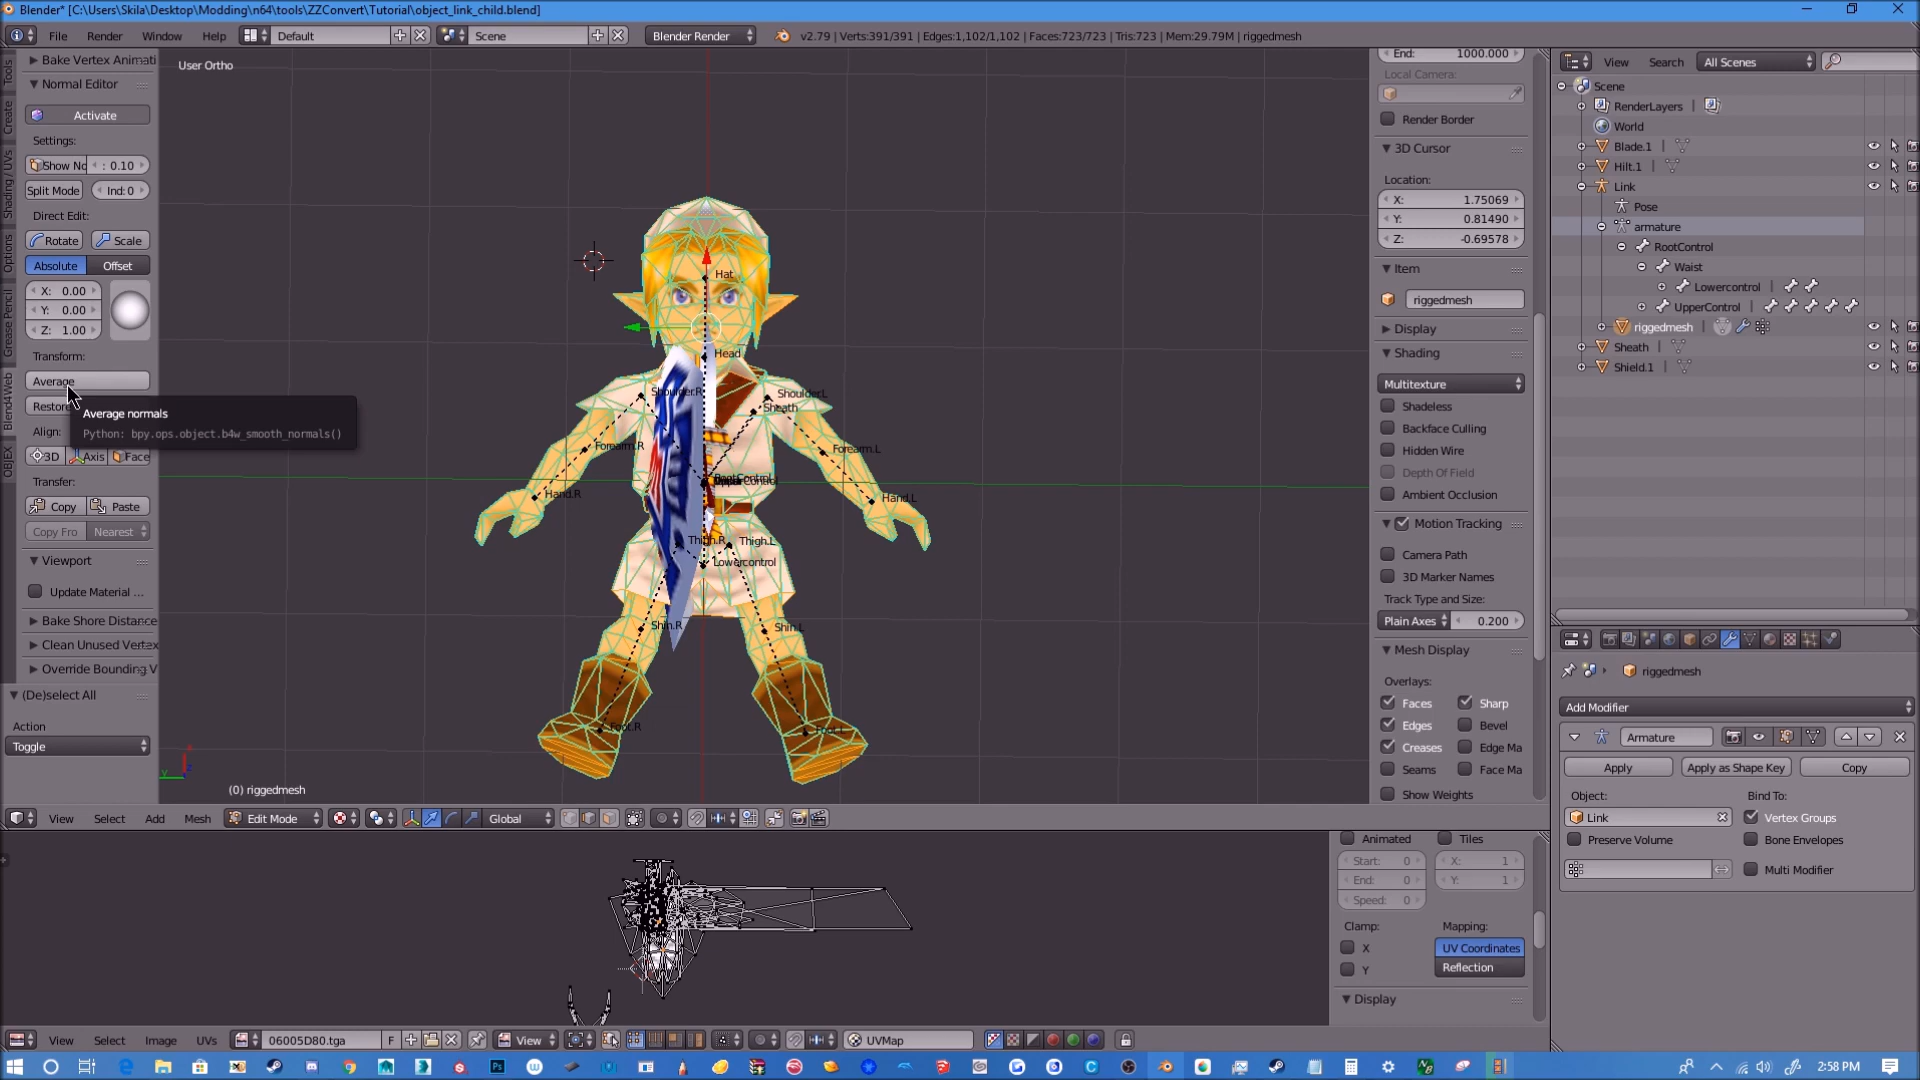 Blender* [C:\Users\Skila\Desktop\Modding\n64\tools\ZZConvert\Tutorial\object_link_child.blend]
File Render Window Help Default Scene Blender Render v2.79 | Verts:391/391 | Edges:1,102/1,102 | Faces:723/723 | Tris:723 | Mem:29.79M | riggedmesh
Tools
Create
Shading / UVs
Options
Grease Pencil
Blend4Web
OBJEX
Bake Vertex Animati
Normal Editor
Activate
Settings:
Show No : 0.10
Split Mode Ind: 0
Direct Edit:
Rotate Scale
Absolute Offset
X: 0.00
Y: 0.00
Z: 1.00
Transform:
Average
Restore
Average normals
Python: bpy.ops.object.b4w_smooth_normals()
Align:
3D Axis Face
Transfer:
Copy Paste
Copy Fro Nearest
Viewport
Update Material ...
Bake Shore Distance
Clean Unused Vertex
Override Bounding V
(De)select All
Action
Toggle
User Ortho
Hat
Head
Shoulder.R
Shoulder.L
Sheath
Forearm.R
Forearm.L
Hand.R
Hand.L
Thigh.R
Thigh.L
Lowercontrol
Shin.R
Shin.L
Foot.R
Foot.L
(0) riggedmesh
View Select Add Mesh Edit Mode Global
End: 1000.000
Local Camera:
Render Border
3D Cursor
Location:
X: 1.75069
Y: 0.81490
Z: -0.69578
Item
riggedmesh
Display
Shading
Multitexture
Shadeless
Backface Culling
Hidden Wire
Depth Of Field
Ambient Occlusion
Motion Tracking
Camera Path
3D Marker Names
Track Type and Size:
Plain Axes 0.200
Mesh Display
Overlays:
Faces Sharp
Edges Bevel
Creases Edge Ma
Seams Face Ma
Show Weights
View Search All Scenes
Scene
RenderLayers
World
Blade.1
Hilt.1
Link
Pose
armature
RootControl
Waist
Lowercontrol
UpperControl
riggedmesh
Sheath
Shield.1
riggedmesh
Add Modifier
Armature
Apply Apply as Shape Key Copy
Object: Bind To:
Link Vertex Groups
Preserve Volume Bone Envelopes
Multi Modifier
Animated Tiles
Start: 0 X: 1
End: 0 Y: 1
Speed: 0
Clamp: Mapping:
X UV Coordinates
Y Reflection
Display
View Select Image UVs 06005D80.tga F View UVMap
2:58 PM